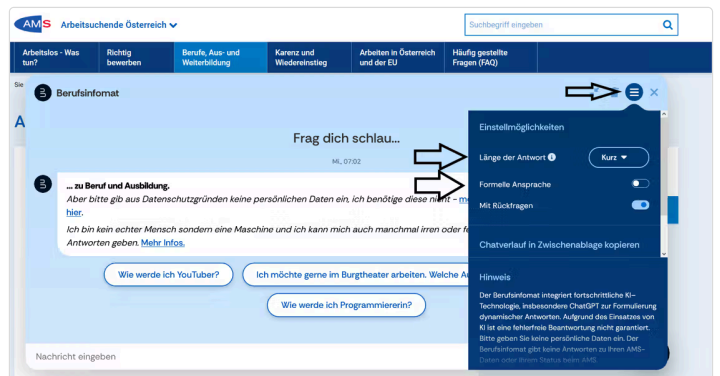 AMS Arbeitsuchende Österreich
Suchbegriff eingeben
Arbeitslos - Was tun?
Richtig bewerben
Berufe, Aus- und Weiterbildung
Karenz und Wiedereinstieg
Arbeiten in Österreich und der EU
Häufig gestellte Fragen (FAQ)
Sie
A
Berufsinfomat
Frag dich schlau...
Mi., 07:02
... zu Beruf und Ausbildung.
Aber bitte gib aus Datenschutzgründen keine persönlichen Daten ein, ich benötige diese nicht -
hier.
Ich bin kein echter Mensch sondern eine Maschine und ich kann mich auch manchmal irren oder
Antworten geben. Mehr Infos.
Wie werde ich YouTuber?
Ich möchte gerne im Burgtheater arbeiten. Welche
Wie werde ich Programmiererin?
Nachricht eingeben
Einstellmöglichkeiten
Länge der Antwort
Kurz
Formelle Ansprache
Mit Rückfragen
Chatverlauf in Zwischenablage kopieren
Hinweis
Der Berufsinfomat integriert fortschrittliche KI-
Technologie, insbesondere ChatGPT zur Formulierung
dynamischer Antworten. Aufgrund des Einsatzes von
KI ist eine fehlerfreie Beantwortung nicht garantiert.
Bitte geben Sie keine persönliche Daten ein. Der
Berufsinfomat gibt keine Antworten zu Ihren AMS-
Daten oder Ihrem Status beim AMS.